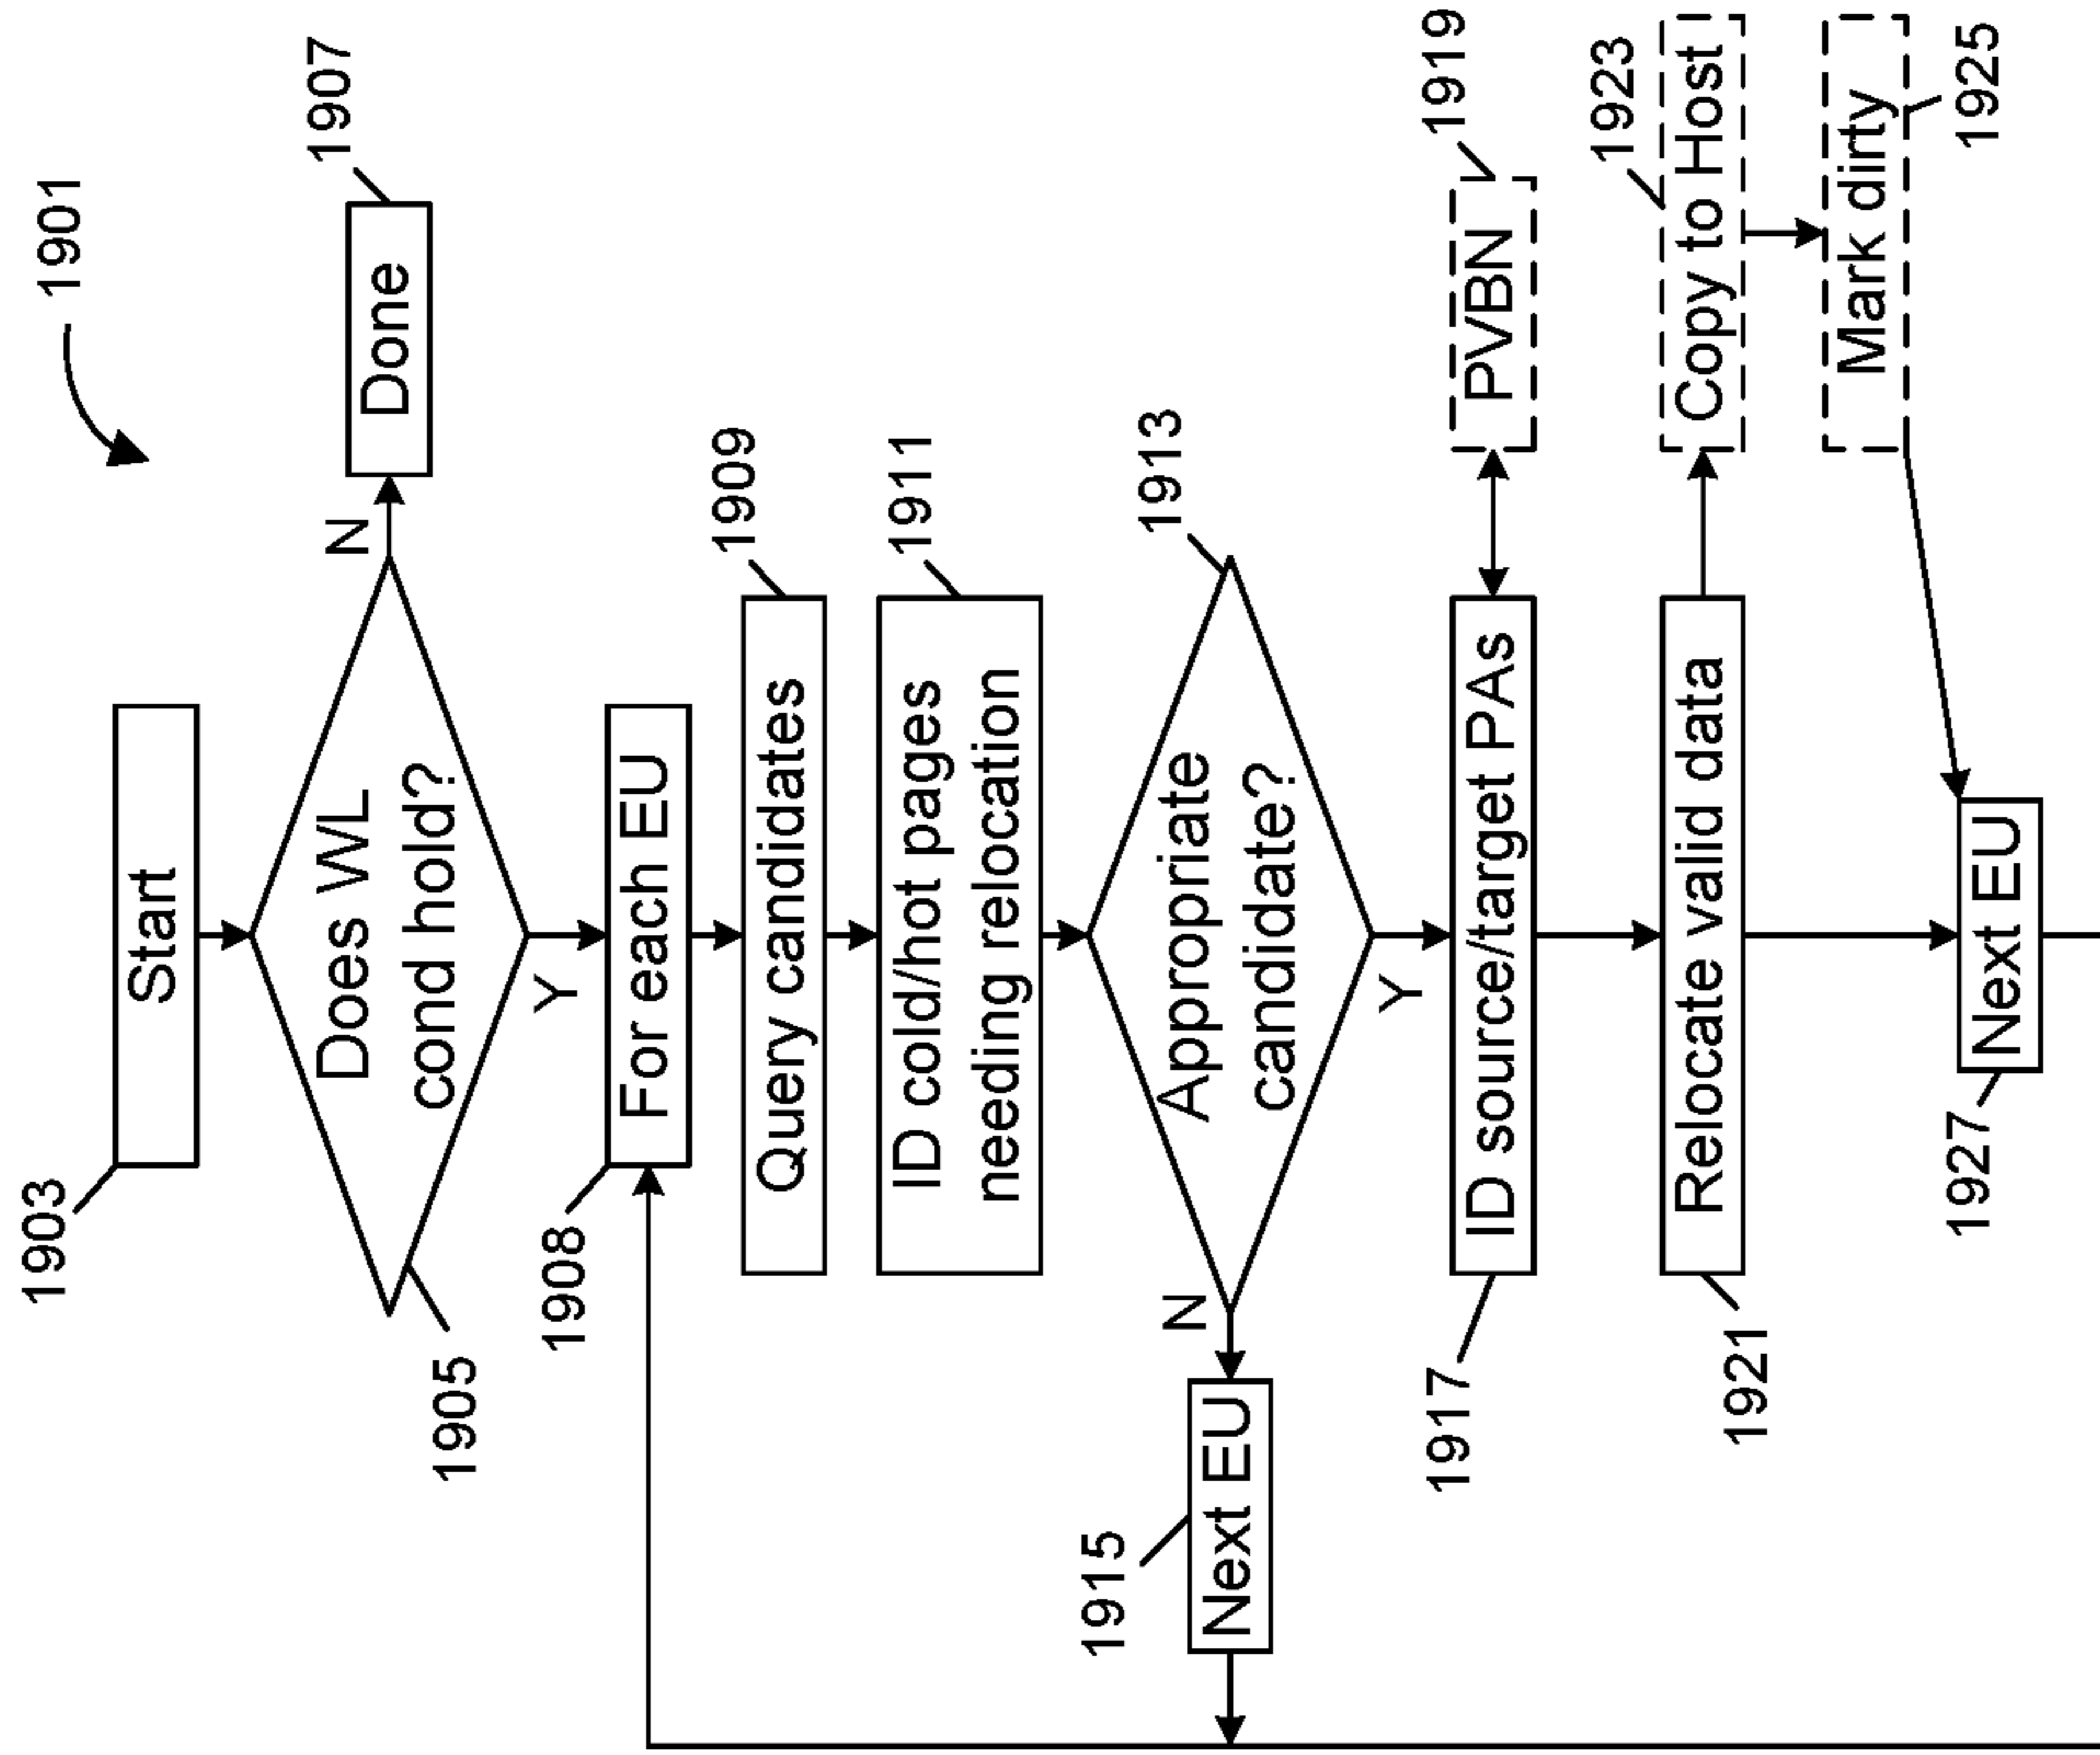 1901
1903
Start
1905
Does WL
cond hold?
N
1907
Done
Y
1908
For each EU
1909
Query candidates
1911
ID cold/hot pages
needing relocation
1913
Appropriate
candidate?
N
1915
Next EU
Y
1917
ID source/target PAs
1919
PVBN
1921
Relocate valid data
1923
Copy to Host
1925
Mark dirty
1927
Next EU